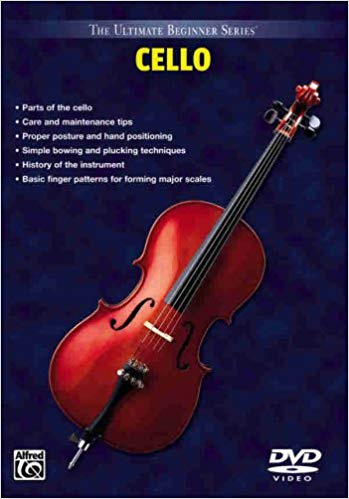 THE ULTIMATE BEGINNER SERIES™
CELLO
• Parts of the cello
• Care and maintenance tips
• Proper posture and hand positioning
• Simple bowing and plucking techniques
• History of the instrument
• Basic finger patterns for forming major scales
Alfred
DVD
VIDEO